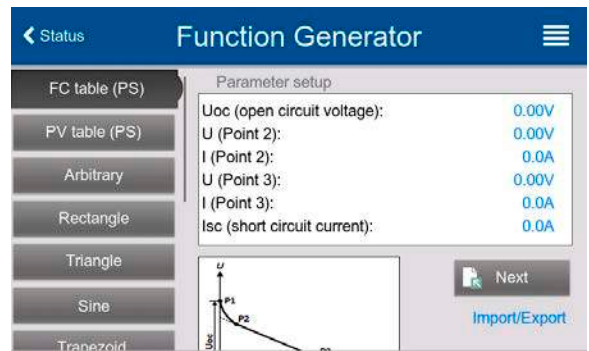 Status
Function Generator
FC table (PS)
PV table (PS)
Arbitrary
Rectangle
Triangle
Sine
Trapezoid
Parameter setup
Uoc (open circuit voltage): 0.00V
U (Point 2): 0.00V
I (Point 2): 0.0A
U (Point 3): 0.00V
I (Point 3): 0.0A
Isc (short circuit current): 0.0A
U
P1
P2
Uoc
Next
Import/Export